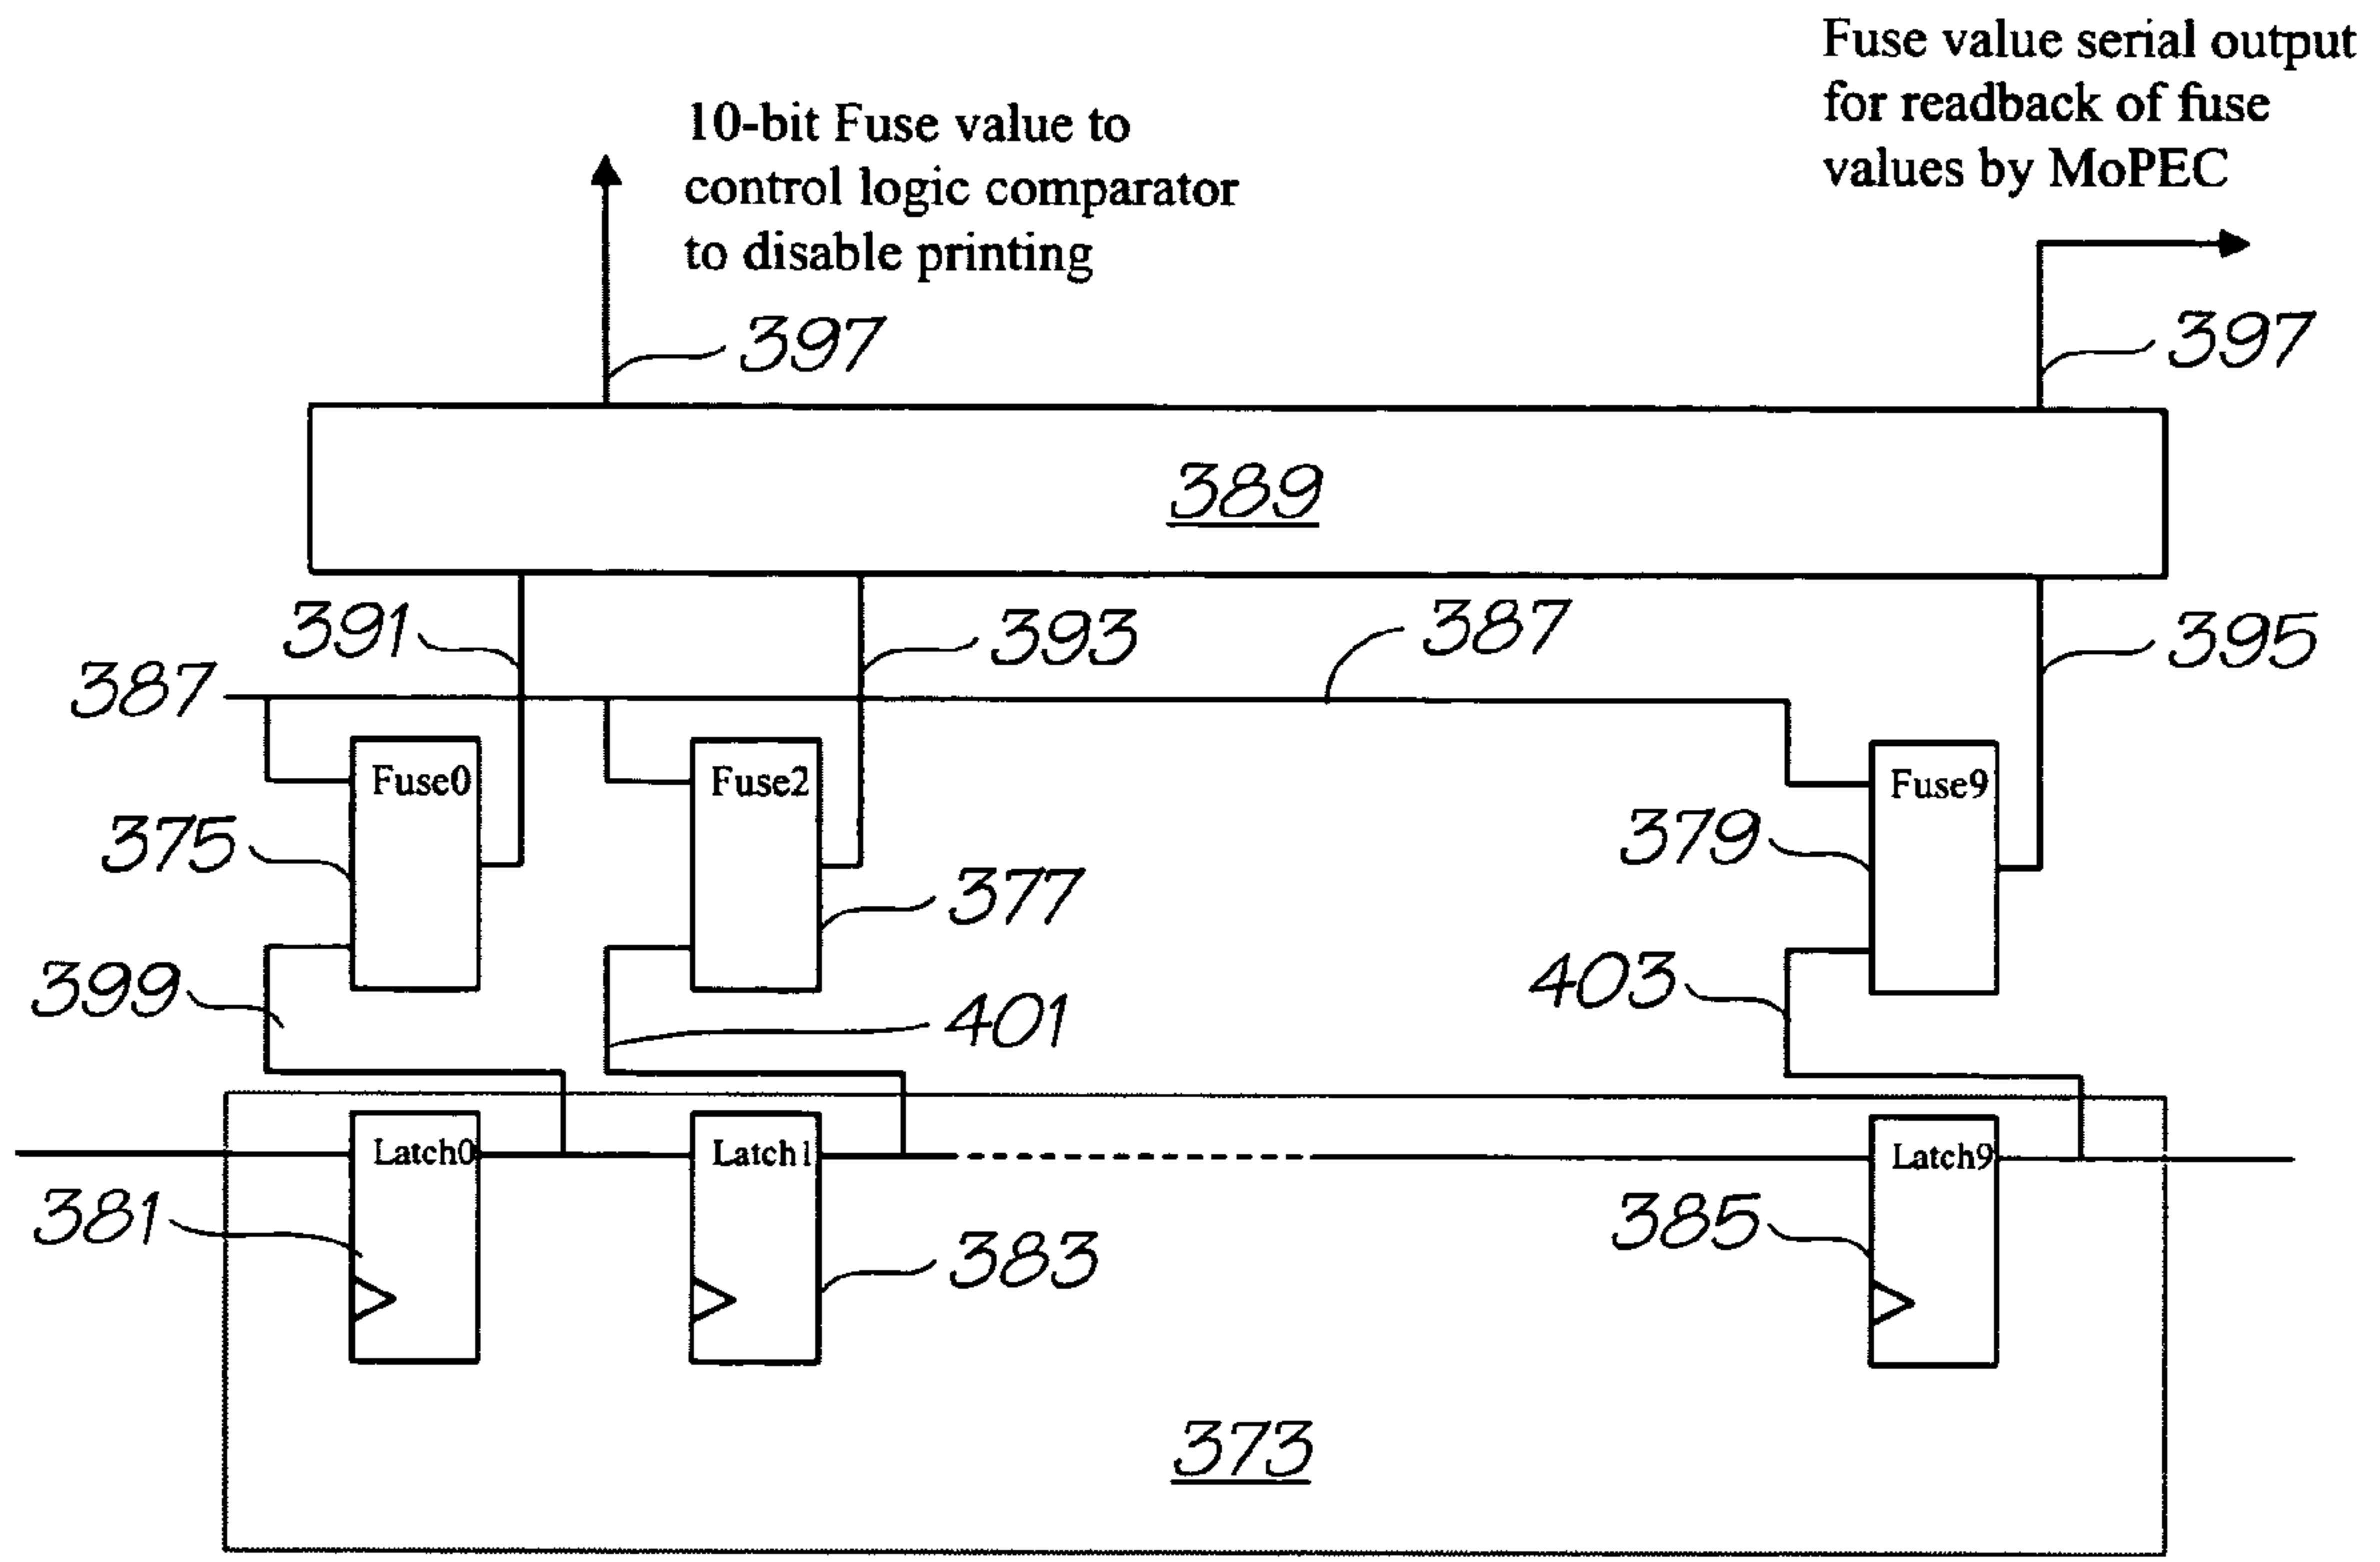 Fuse value serial output
for readback of fuse
values by MoPEC
10-bit Fuse value to
control logic comparator
to disable printing
397
397
389
391
393
387
395
387
Fuse0
Fuse2
Fuse9
375
379
377
399
403
401
Latch0
Latch1
Latch9
381
385
383
373